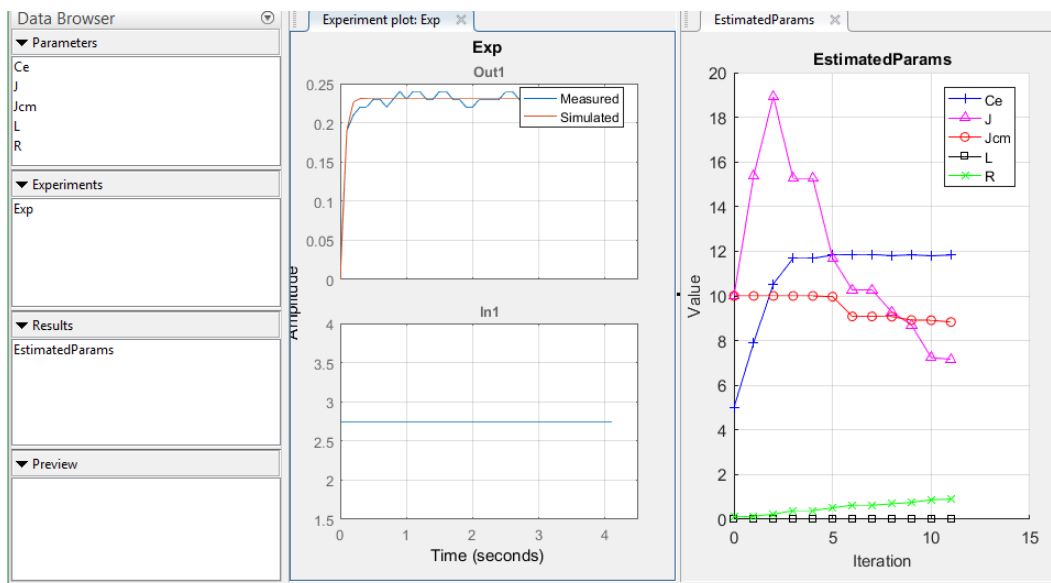 Data Browser
Parameters
Ce
J
Jcm
L
R
Experiments
Exp
Results
EstimatedParams
Preview
Experiment plot: Exp
Exp
Out1
0.25
0.2
0.15
0.1
0.05
0
Measured
Simulated
Amplitude
In1
4
3.5
3
2.5
2
1.5
0 1 2 3 4
Time (seconds)
EstimatedParams
EstimatedParams
20
18
16
14
12
10
8
6
4
2
0
Value
Ce
J
Jcm
L
R
0 5 10 15
Iteration